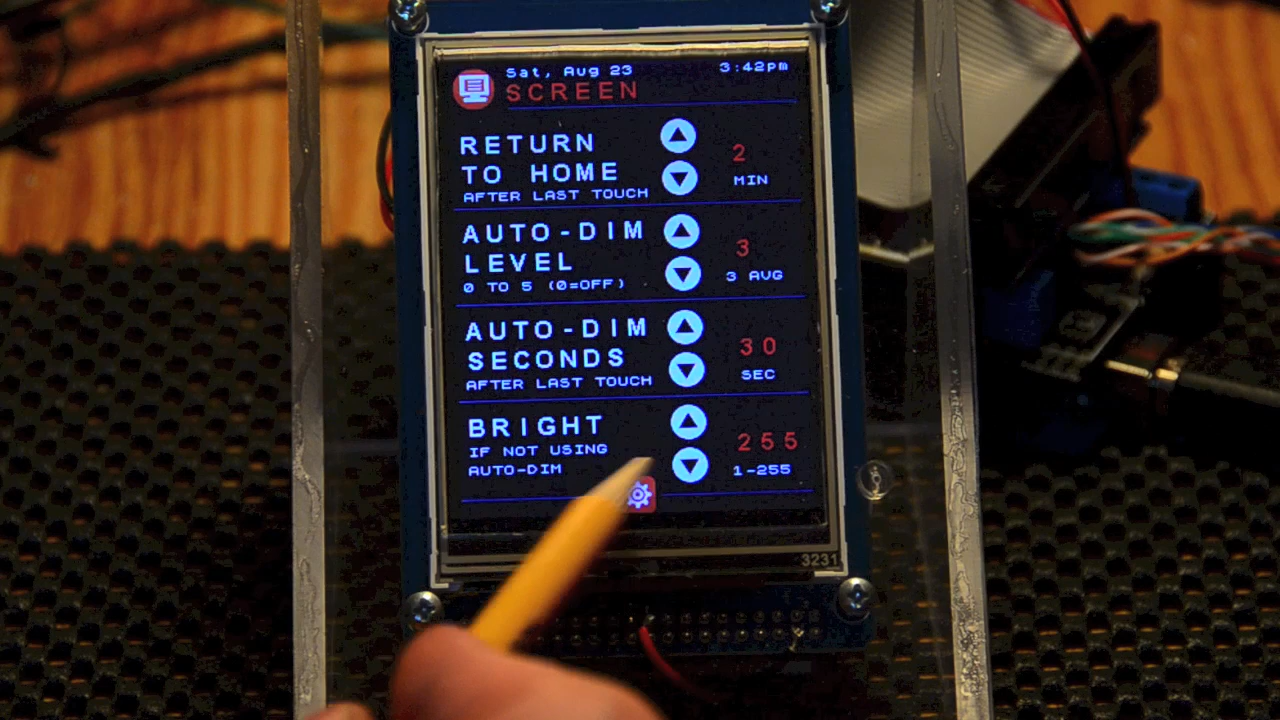 Sat, Aug 23 3:42pm
SCREEN
RETURN
TO HOME
AFTER LAST TOUCH
2
MIN
AUTO-DIM
LEVEL
0 TO 5 (0=OFF)
3
3 AVG
AUTO-DIM
SECONDS
AFTER LAST TOUCH
30
SEC
BRIGHT
IF NOT USING
AUTO-DIM
255
1-255
3231